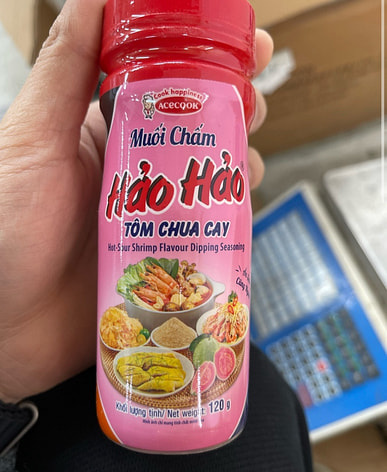 Cook happiness
ACECOOK
Muối Chấm
Hảo Hảo
TÔM CHUA CAY
Hot-Sour Shrimp Flavour Dipping Seasoning
Khối lượng tịnh/ Net weight: 120 g